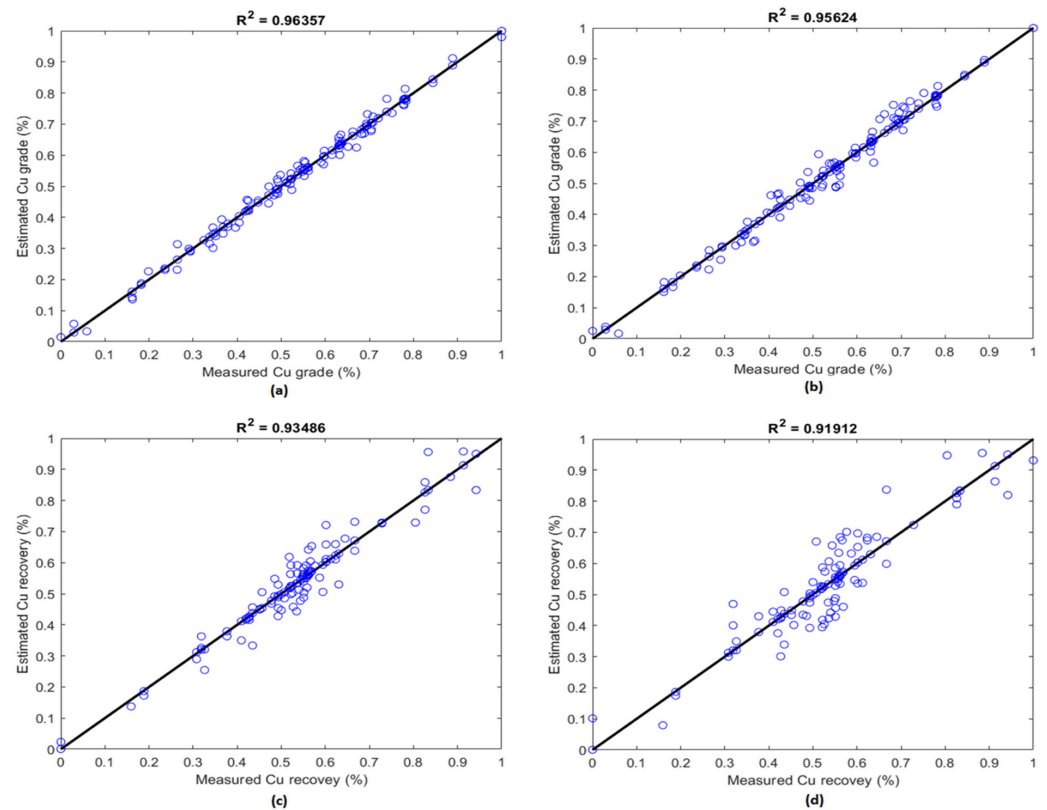 R² = 0.96357
1
0.9
0.8
0.7
0.6
0.5
0.4
0.3
0.2
0.1
0
Estimated Cu grade (%)
0 0.1 0.2 0.3 0.4 0.5 0.6 0.7 0.8 0.9 1
Measured Cu grade (%)
(a)
R² = 0.95624
1
0.9
0.8
0.7
0.6
0.5
0.4
0.3
0.2
0.1
0
Estimated Cu grade (%)
0 0.1 0.2 0.3 0.4 0.5 0.6 0.7 0.8 0.9 1
Measured Cu grade (%)
(b)
R² = 0.93486
1
0.9
0.8
0.7
0.6
0.5
0.4
0.3
0.2
0.1
0
Estimated Cu recovery (%)
0 0.1 0.2 0.3 0.4 0.5 0.6 0.7 0.8 0.9 1
Measured Cu recovey (%)
(c)
R² = 0.91912
1
0.9
0.8
0.7
0.6
0.5
0.4
0.3
0.2
0.1
0
Estimated Cu recovery (%)
0 0.1 0.2 0.3 0.4 0.5 0.6 0.7 0.8 0.9 1
Measured Cu recovey (%)
(d)